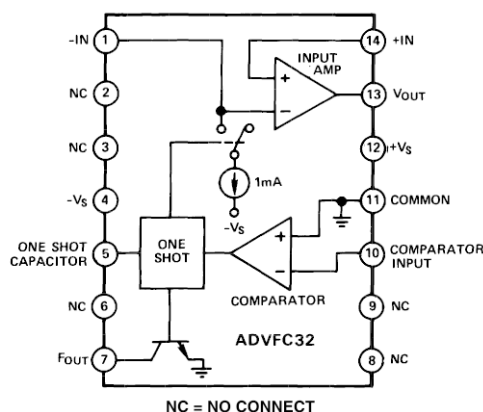 -IN 1
14 +IN
INPUT
AMP
+
-
NC 2
13 VOUT
NC 3
12 +VS
1mA
-VS 4
-VS
11 COMMON
ONE SHOT
CAPACITOR 5
ONE
SHOT
+
-
10 COMPARATOR
INPUT
COMPARATOR
NC 6
9 NC
ADVFC32
FOUT 7
8 NC
NC = NO CONNECT